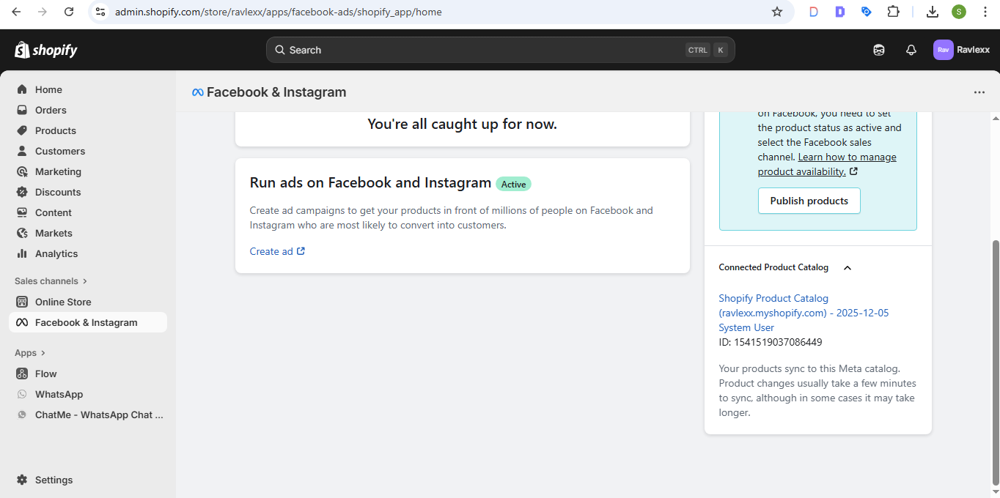 admin.shopify.com/store/ravlexx/apps/facebook-ads/shopify_app/home
S
shopify
Search
CTRL K
Rav
Ravlexx
Home
Orders
Products
Customers
Marketing
Discounts
Content
Markets
Analytics
Sales channels
Online Store
Facebook & Instagram
Apps
Flow
WhatsApp
ChatMe - WhatsApp Chat ...
Settings
Facebook & Instagram
You're all caught up for now.
Run ads on Facebook and Instagram Active
Create ad campaigns to get your products in front of millions of people on Facebook and
Instagram who are most likely to convert into customers.
Create ad
on Facebook, you need to set
the product status as active and
select the Facebook sales
channel. Learn how to manage
product availability.
Publish products
Connected Product Catalog
Shopify Product Catalog
(ravlexx.myshopify.com) - 2025-12-05
System User
ID: 1541519037086449
Your products sync to this Meta catalog.
Product changes usually take a few minutes
to sync, although in some cases it may take
longer.